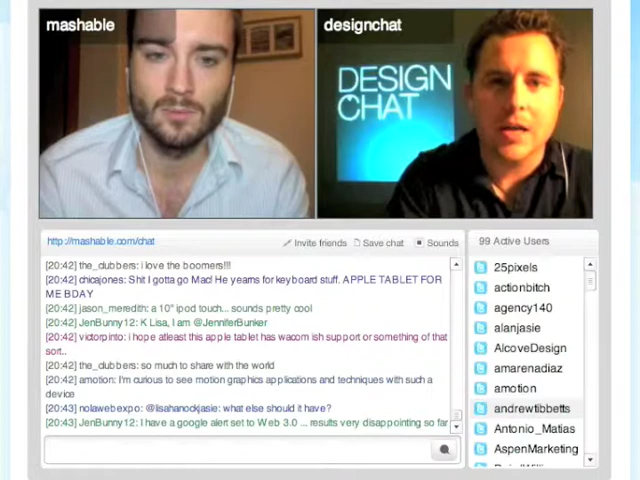 mashable
designchat
DESIGN
CHAT
http://mashable.com/chat
Invite friends
Save chat
Sounds
99 Active Users
[20:42] the_dubbers: i love the boomers!!!
[20:42] chicajones: Shit I gotta go Mac! He yearns for keyboard stuff. APPLE TABLET FOR
ME BDAY
[20:42] jason_meredith: a 10" ipod touch... sounds pretty cool
[20:42] JenBunny12: K Lisa, I am @JenniferBunker
[20:42] victorpinto: i hope atleast this apple tablet has wacom ish support or something of that
sort..
[20:42] the_dubbers: so much to share with the world
[20:42] amotion: I'm curious to see motion graphics applications and techniques with such a
device
[20:43] nolawebexpo: @lisahanockjasie: what else should it have?
[20:43] JenBunny12: I have a google alert set to Web 3.0 ... results very disappointing so far
25pixels
actionbitch
agency140
alanjasie
AlcoveDesign
amarenadiaz
amotion
andrewtibbetts
Antonio_Matias
AspenMarketing